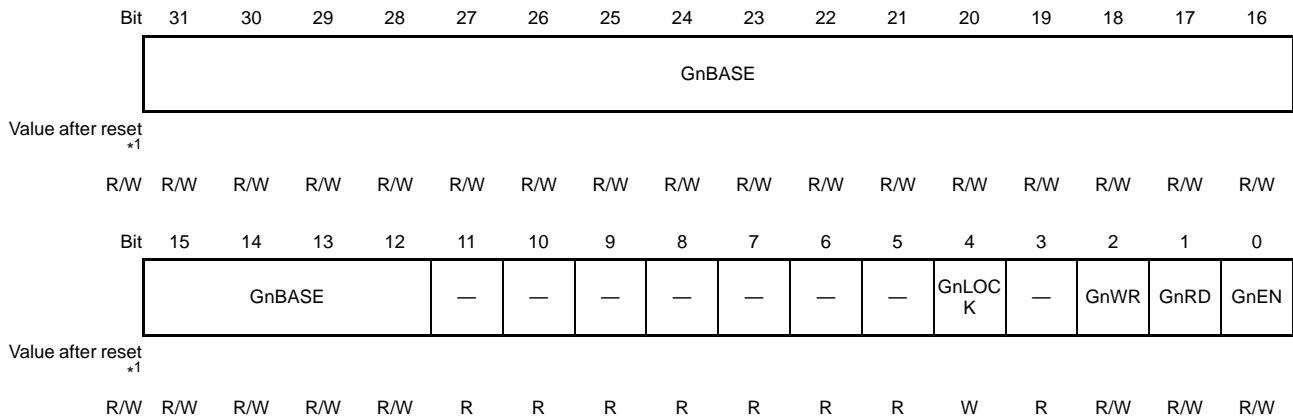 Bit 31 30 29 28 27 26 25 24 23 22 21 20 19 18 17 16
GnBASE
Value after reset
*1
R/W R/W R/W R/W R/W R/W R/W R/W R/W R/W R/W R/W R/W R/W R/W R/W R/W
Bit 15 14 13 12 11 10 9 8 7 6 5 4 3 2 1 0
GnBASE — — — — — — — GnLOC — GnWR GnRD GnEN
K
Value after reset
*1
R/W R/W R/W R/W R/W R R R R R R R W R R/W R/W R/W